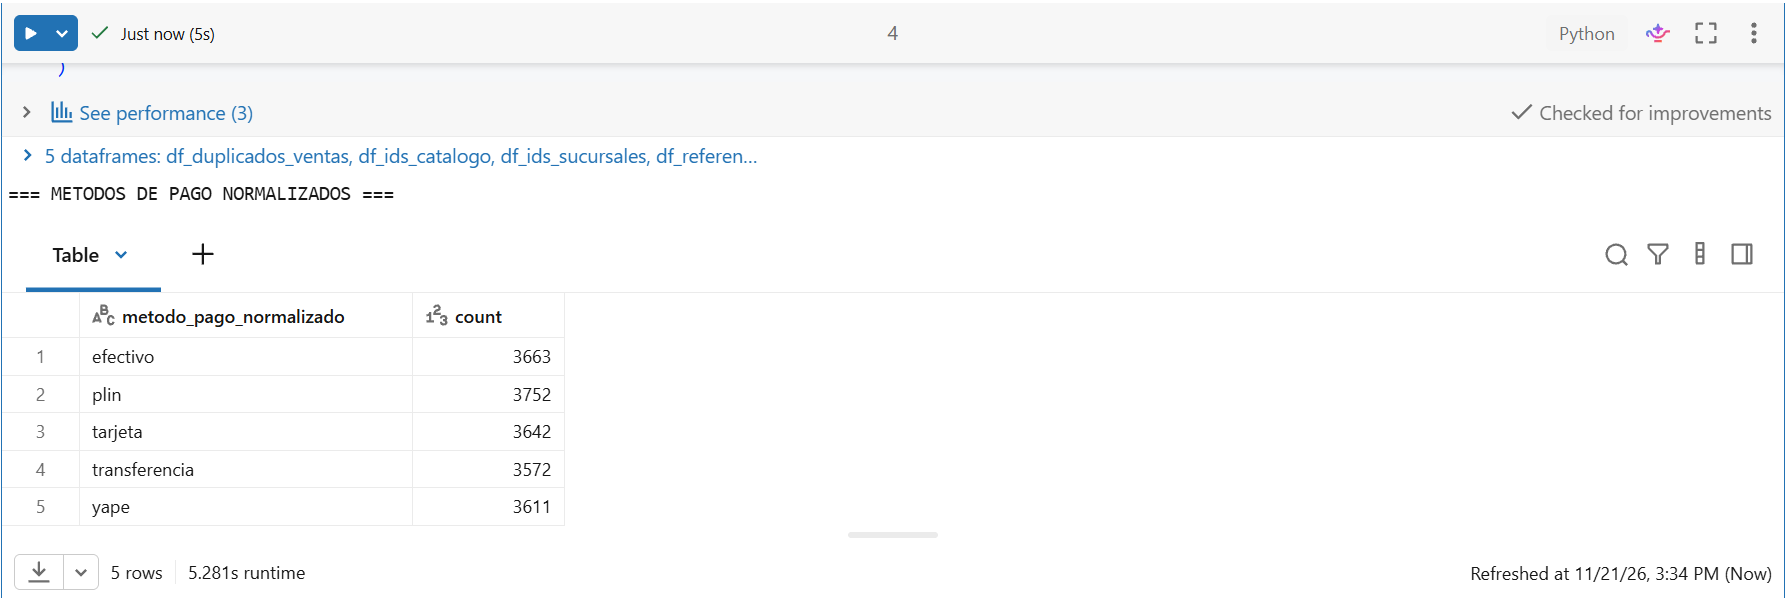 Just now (5s) 4 Python
)
See performance (3) Checked for improvements
5 dataframes: df_duplicados_ventas, df_ids_catalogo, df_ids_sucursales, df_referen...
=== METODOS DE PAGO NORMALIZADOS ===
Table +
metodo_pago_normalizado count
1 efectivo 3663
2 plin 3752
3 tarjeta 3642
4 transferencia 3572
5 yape 3611
5 rows 5.281s runtime Refreshed at 11/21/26, 3:34 PM (Now)